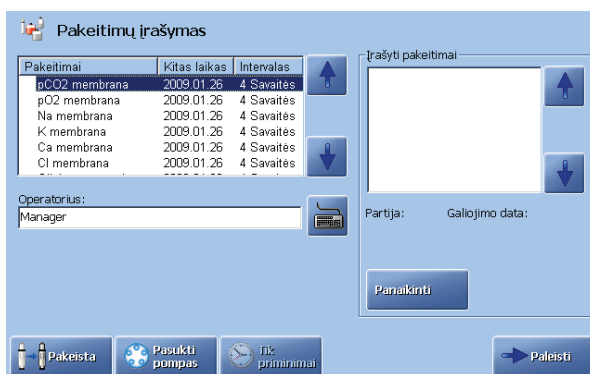 Pakeitimų įrašymas
Pakeitimai Kitas laikas Intervalas
pCO2 membrana 2009.01.26 4 Savaitės
pO2 membrana 2009.01.26 4 Savaitės
Na membrana 2009.01.26 4 Savaitės
K membrana 2009.01.26 4 Savaitės
Ca membrana 2009.01.26 4 Savaitės
Cl membrana 2009.01.26 4 Savaitės
Operatorius:
Manager
Įrašyti pakeitimai
Partija: Galiojimo data:
Panaikinti
Pakeista
Pasukti
pompas
Tik
priminimai
Paleisti